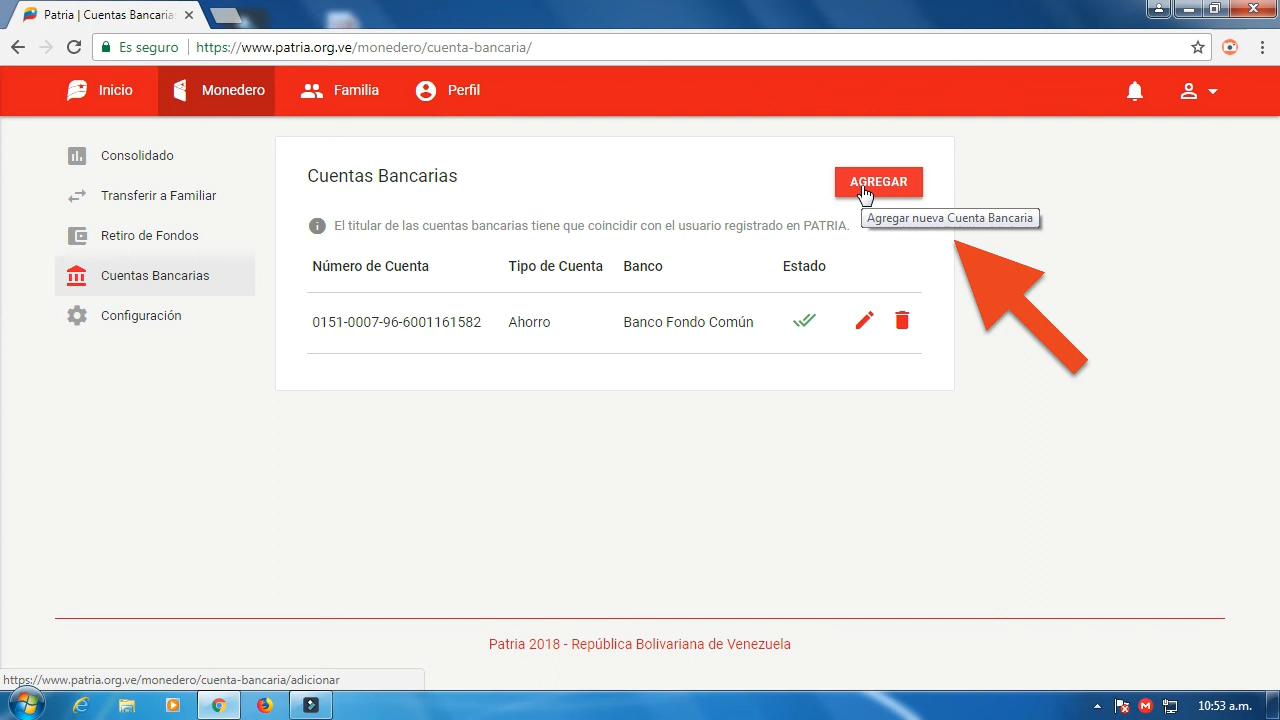 Patria | Cuentas Bancaria
Es seguro https://www.patria.org.ve/monedero/cuenta-bancaria/
Inicio Monedero Familia Perfil
Consolidado
Transferir a Familiar
Retiro de Fondos
Cuentas Bancarias
Configuración
Cuentas Bancarias
AGREGAR
Agregar nueva Cuenta Bancaria
El titular de las cuentas bancarias tiene que coincidir con el usuario registrado en PATRIA.
Número de Cuenta Tipo de Cuenta Banco Estado
0151-0007-96-6001161582 Ahorro Banco Fondo Común
Patria 2018 - República Bolivariana de Venezuela
https://www.patria.org.ve/monedero/cuenta-bancaria/adicionar
10:53 a.m.